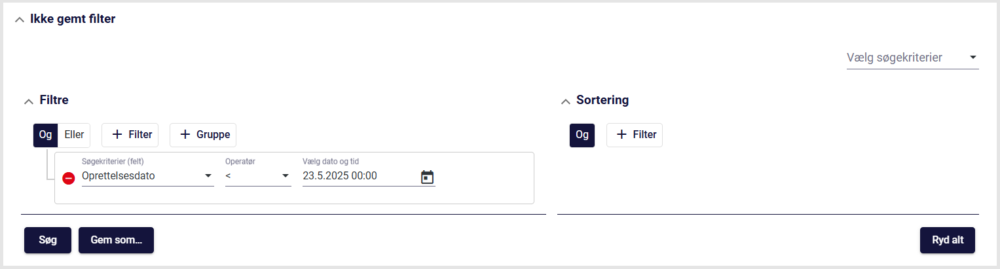 Ikke gemt filter
Vælg søgekriterier
Filtre
Sortering
Og Eller + Filter + Gruppe
Og + Filter
Søgekriterier (felt) Operatør Vælg dato og tid
Oprettelsesdato < 23.5.2025 00:00
Søg Gem som... Ryd alt